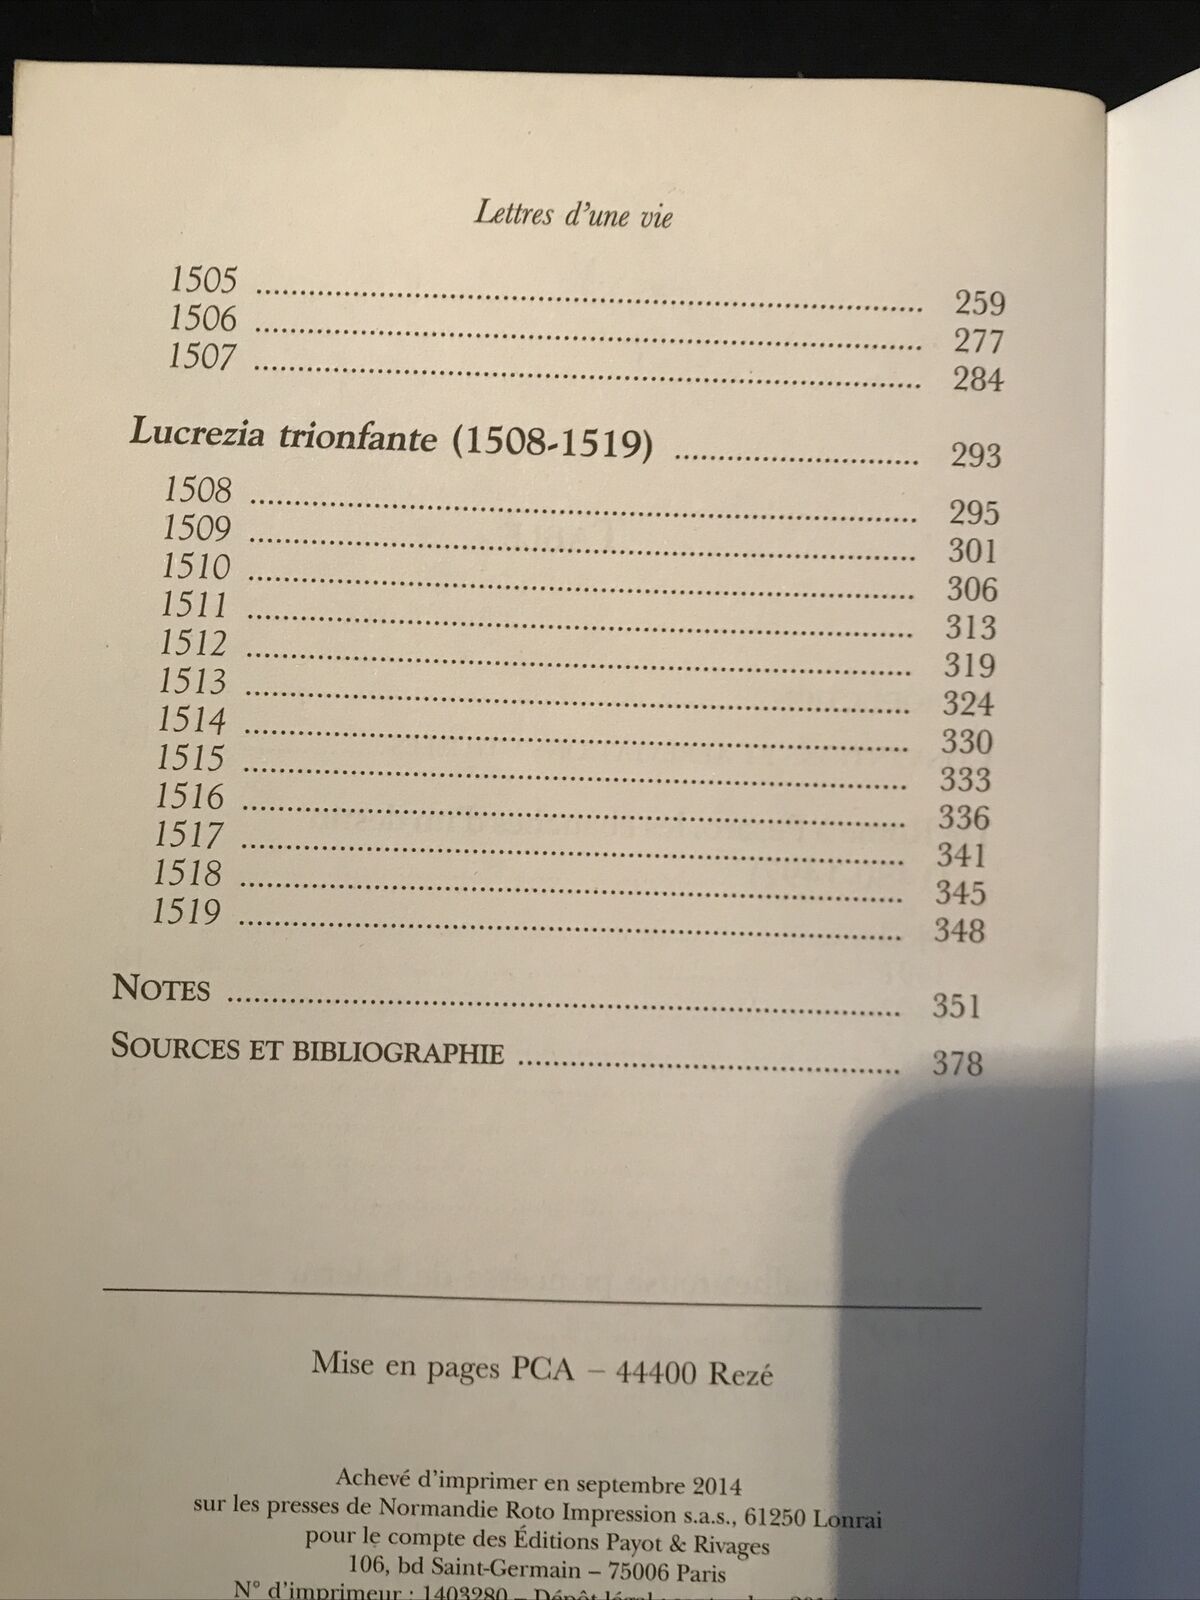 Lettres d'une vie
1505 ........ 259
1506 ........ 277
1507 ........ 284
Lucrezia trionfante (1508-1519) ........ 293
1508 ........ 295
1509 ........ 301
1510 ........ 306
1511 ........ 313
1512 ........ 319
1513 ........ 324
1514 ........ 330
1515 ........ 333
1516 ........ 336
1517 ........ 341
1518 ........ 345
1519 ........ 348
NOTES ........ 351
SOURCES ET BIBLIOGRAPHIE ........ 378
Mise en pages PCA – 44400 Rezé
Achevé d'imprimer en septembre 2014
sur les presses de Normandie Roto Impression s.a.s., 61250 Lonrai
pour le compte des Éditions Payot & Rivages
106, bd Saint-Germain – 75006 Paris
N° d'imprimeur : 1403280 – Dépôt légal :